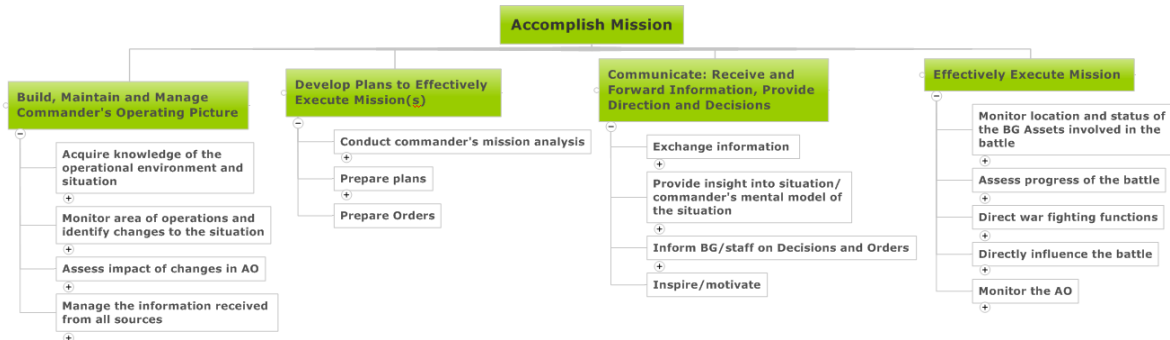 Accomplish Mission
Build, Maintain and Manage
Commander's Operating Picture
Acquire knowledge of the
operational environment and
situation
Monitor area of operations and
identify changes to the situation
Assess impact of changes in AO
Manage the information received
from all sources
Develop Plans to Effectively
Execute Mission(s)
Conduct commander's mission analysis
Prepare plans
Prepare Orders
Communicate: Receive and
Forward Information, Provide
Direction and Decisions
Exchange information
Provide insight into situation/
commander's mental model of
the situation
Inform BG/staff on Decisions and Orders
Inspire/motivate
Effectively Execute Mission
Monitor location and status of
the BG Assets involved in the
battle
Assess progress of the battle
Direct war fighting functions
Directly influence the battle
Monitor the AO